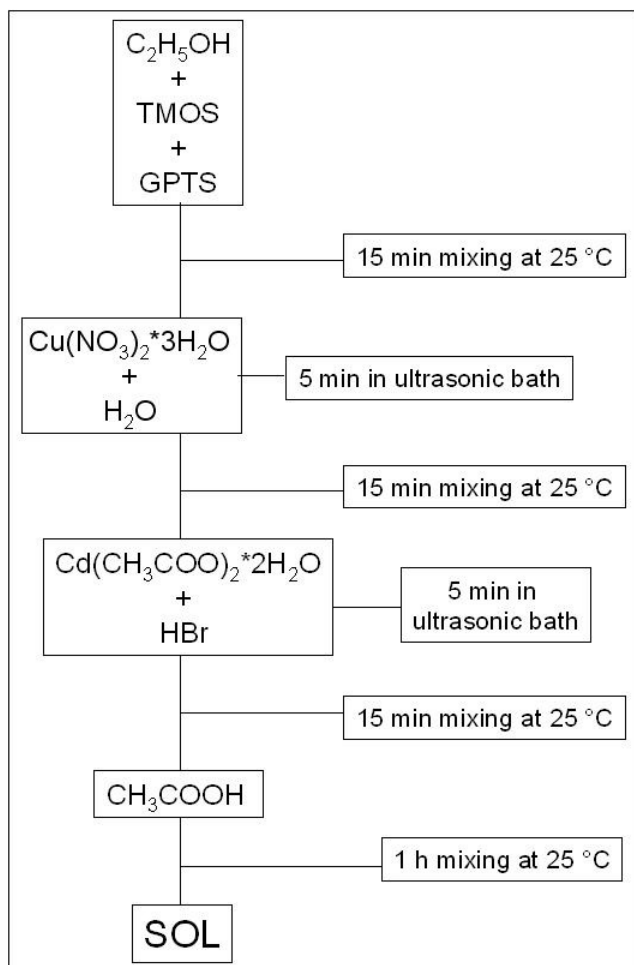 C₂H₅OH
+
TMOS
+
GPTS
15 min mixing at 25 °C
Cu(NO₃)₂*3H₂O
+
H₂O
5 min in ultrasonic bath
15 min mixing at 25 °C
Cd(CH₃COO)₂*2H₂O
+
HBr
5 min in
ultrasonic bath
15 min mixing at 25 °C
CH₃COOH
1 h mixing at 25 °C
SOL